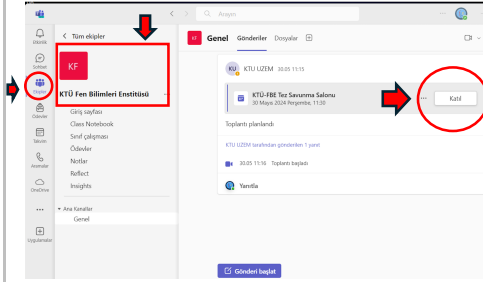 Arayın
Etkinlik
Sohbet
Ekipler
Ödevler
Takvim
Aramalar
OneDrive
Uygulamalar
Tüm ekipler
KF
KTÜ Fen Bilimleri Enstitüsü
Giriş sayfası
Class Notebook
Sınıf çalışması
Ödevler
Notlar
Reflect
Insights
Ana Kanallar
Genel
KF Genel Gönderiler Dosyalar
KU KTU UZEM 30.05 11:15
KTÜ-FBE Tez Savunma Salonu
30 Mayıs 2024 Perşembe, 11:30
Katıl
Toplantı planlandı
KTU UZEM tarafından gönderilen 1 yanıt
30.05 11:16 Toplantı başladı
Yanıtla
Gönderi başlat